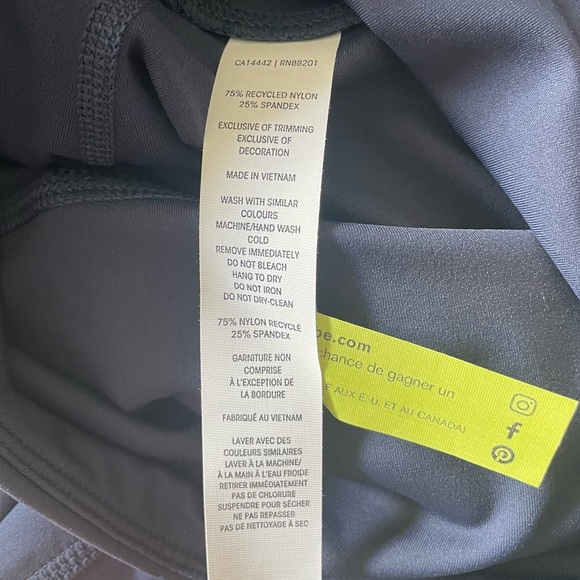 CA14442 | RN88201
75% RECYCLED NYLON
25% SPANDEX
EXCLUSIVE OF TRIMMING
EXCLUSIVE OF
DECORATION
MADE IN VIETNAM
WASH WITH SIMILAR
COLOURS
MACHINE/HAND WASH
COLD
REMOVE IMMEDIATELY
DO NOT BLEACH
HANG TO DRY
DO NOT IRON
DO NOT DRY-CLEAN
75% NYLON RECYCLÉ
25% SPANDEX
GARNITURE NON
COMPRISE
À L'EXCEPTION DE
LA BORDURE
FABRIQUÉ AU VIETNAM
LAVER AVEC DES
COULEURS SIMILAIRES
LAVER À LA MACHINE/
À LA MAIN À L'EAU FROIDE
RETIRER IMMÉDIATEMENT
PAS DE CHLORURE
SUSPENDRE POUR SÉCHER
NE PAS REPASSER
PAS DE NETTOYAGE À SEC
be.com
chance de gagner un
E AUX É.-U. ET AU CANADA)